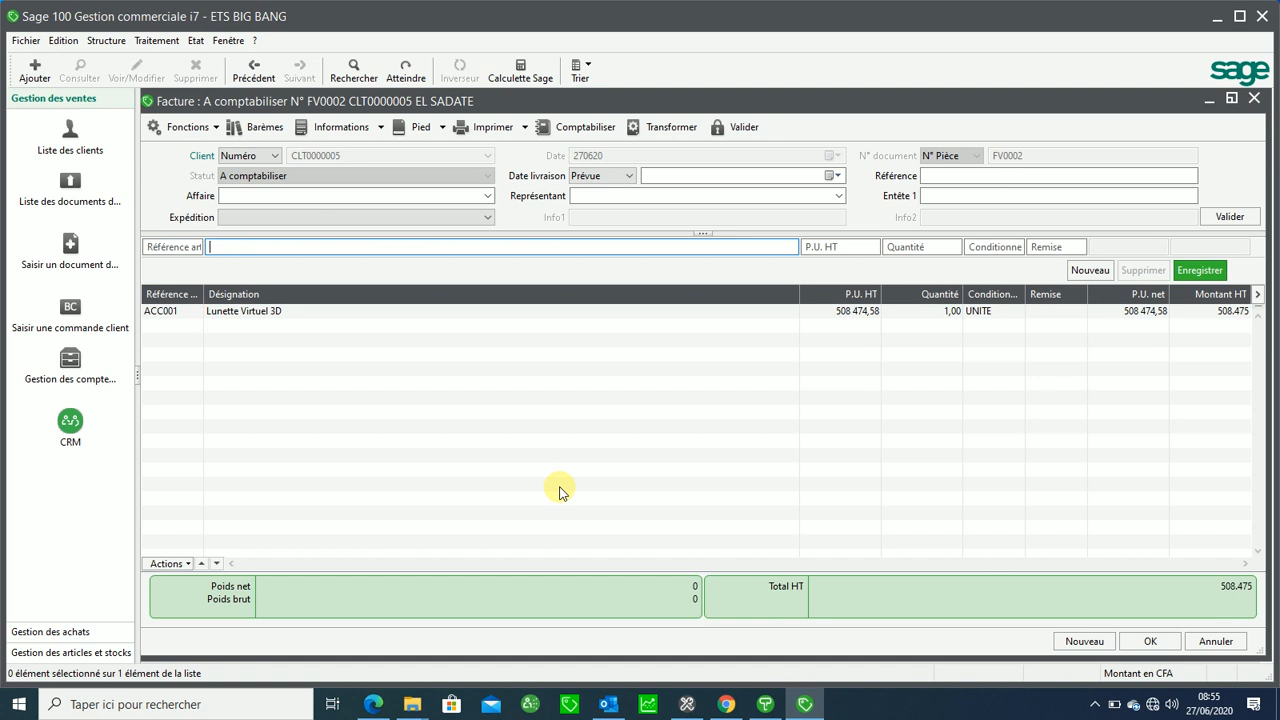 Sage 100 Gestion commerciale i7 - ETS BIG BANG
Fichier Edition Structure Traitement Etat Fenêtre ?
Ajouter Consulter Voir/Modifier Supprimer Précédent Suivant Rechercher Atteindre Inverseur Calculette Sage Trier
sage
Gestion des ventes
Facture : A comptabiliser N° FV0002 CLT0000005 EL SADATE
Fonctions Barèmes Informations Pied Imprimer Comptabiliser Transformer Valider
Client Numéro CLT0000005 Date 270620 N° document N° Pièce FV0002
Statut A comptabiliser Date livraison Prévue Référence
Affaire Représentant Entête 1
Expédition Info1 Info2 Valider
Référence art P.U. HT Quantité Conditionne Remise
Nouveau Supprimer Enregistrer
Référence ... Désignation P.U. HT Quantité Condition... Remise P.U. net Montant HT
ACC001 Lunette Virtuel 3D 508 474,58 1,00 UNITE 508 474,58 508.475
Liste des clients
Liste des documents d...
Saisir un document d...
BC
Saisir une commande client
Gestion des compte...
CRM
Actions
Poids net 0
Poids brut 0
Total HT 508.475
Gestion des achats
Gestion des articles et stocks
Nouveau OK Annuler
0 élément sélectionné sur 1 élément de la liste
Montant en CFA
Taper ici pour rechercher
08:55
27/06/2020